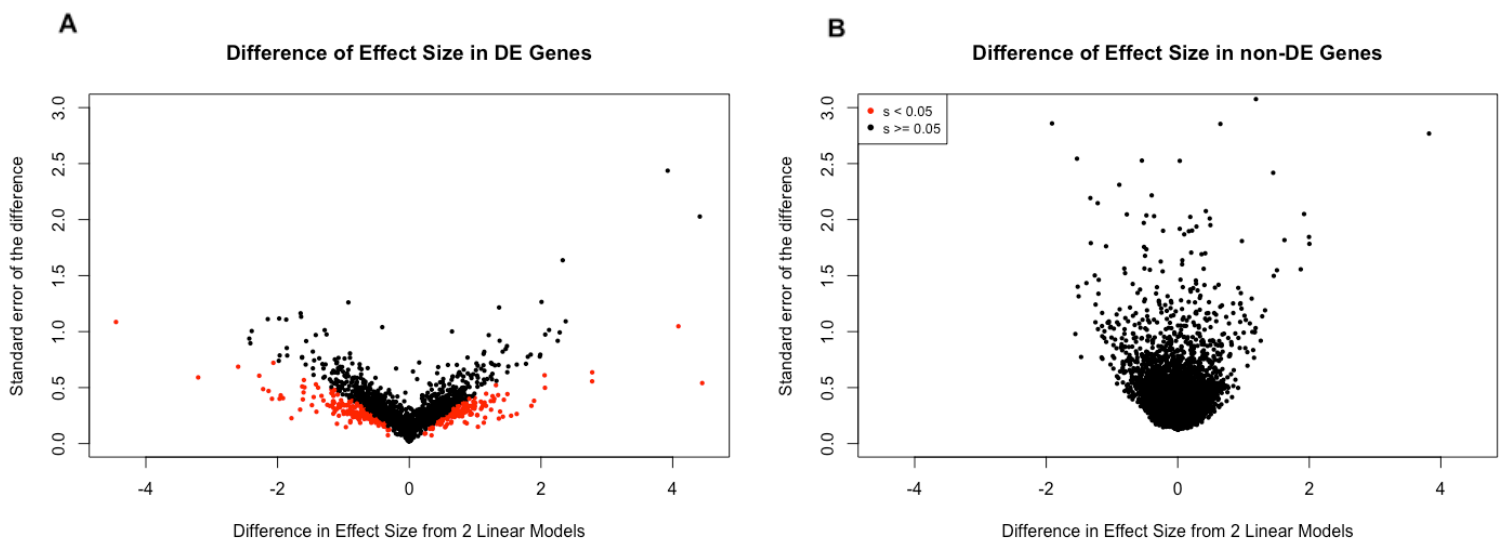 A
Difference of Effect Size in DE Genes
Standard error of the difference
3.0
2.5
2.0
1.5
1.0
0.5
0.0
-4 -2 0 2 4
Difference in Effect Size from 2 Linear Models
B
Difference of Effect Size in non-DE Genes
s < 0.05
s >= 0.05
Standard error of the difference
3.0
2.5
2.0
1.5
1.0
0.5
0.0
-4 -2 0 2 4
Difference in Effect Size from 2 Linear Models